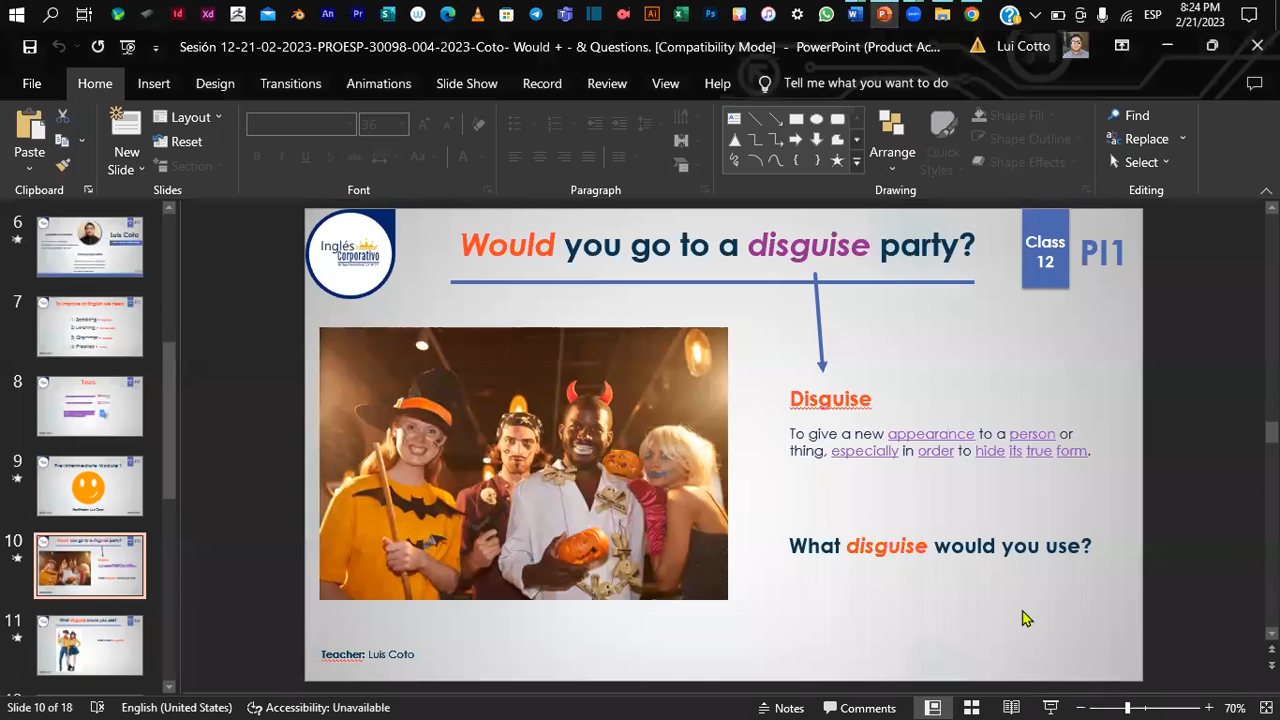 8:24 PM
ESP
2/21/2023
Sesión 12-21-02-2023-PROESP-30098-004-2023-Coto- Would + - & Questions. [Compatibility Mode] - PowerPoint (Product Ac...
Lui Cotto
File Home Insert Design Transitions Animations Slide Show Record Review View Help Tell me what you want to do
Paste
New Slide
Layout
Reset
Section
36
Arrange
Quick Styles
Shape Fill
Shape Outline
Shape Effects
Find
Replace
Select
Clipboard Slides Font Paragraph Drawing Editing
6
Luis Coto
7
8
Tools
9
10
11
Inglés
Corporativo
Would you go to a disguise party?
Class
12
PI1
Disguise
To give a new appearance to a person or
thing, especially in order to hide its true form.
What disguise would you use?
Teacher: Luis Coto
Slide 10 of 18 English (United States) Accessibility: Unavailable Notes Comments 70%